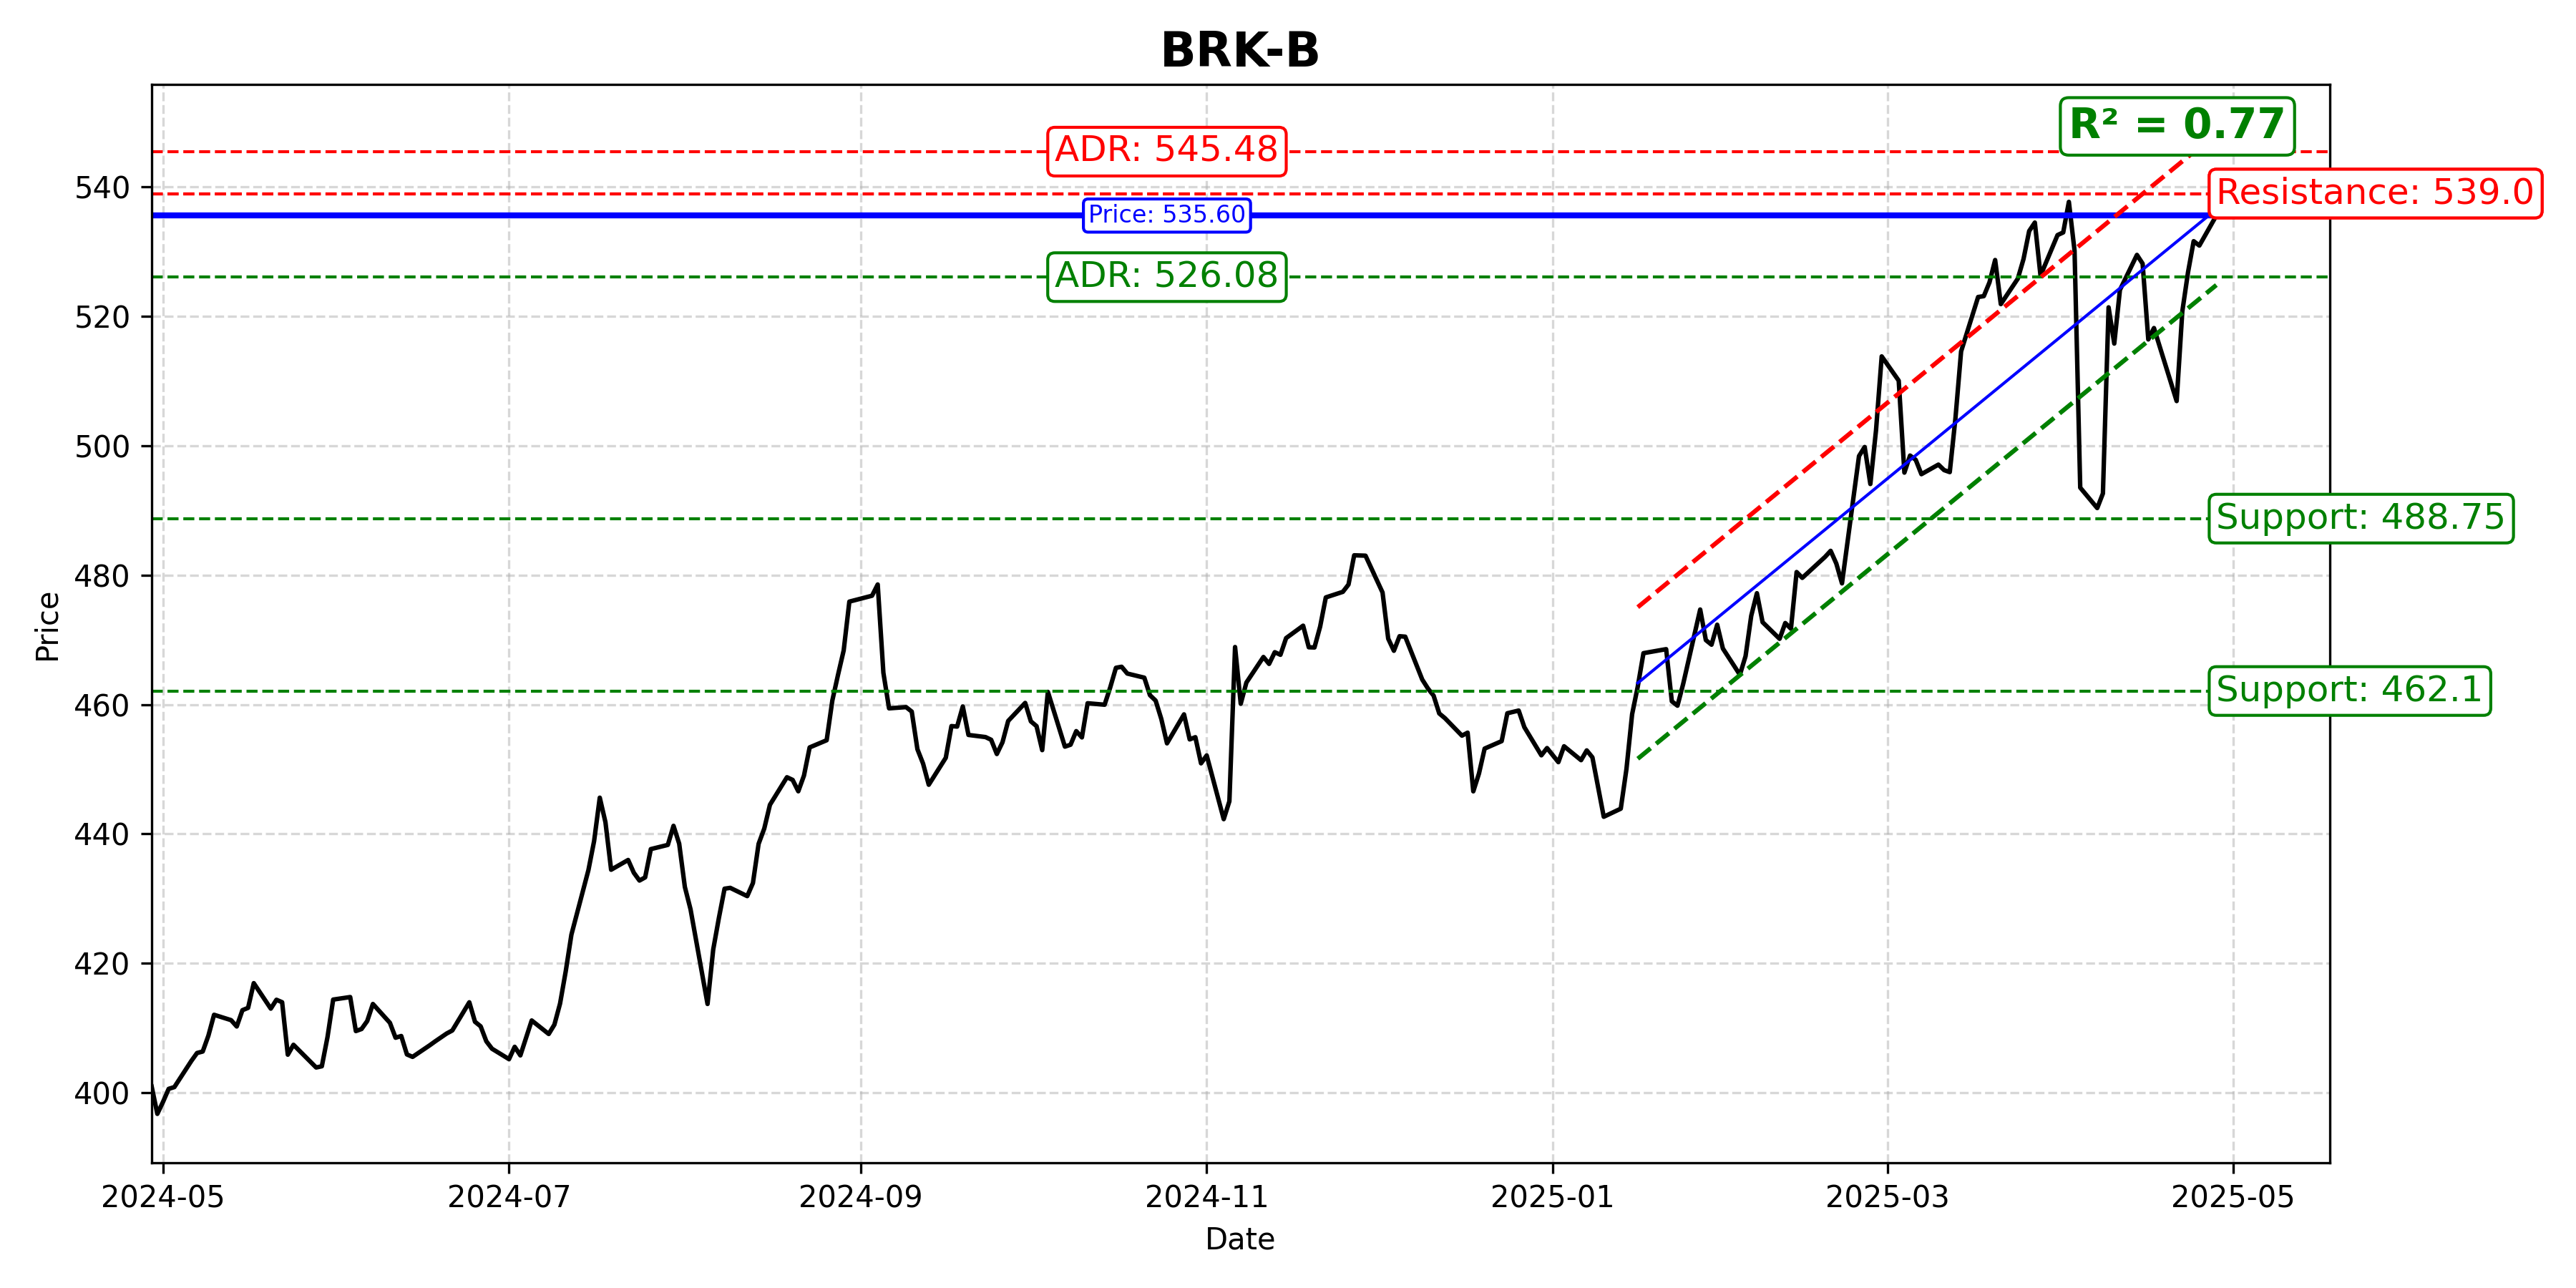 BRK-B
R² = 0.77
ADR: 545.48
Resistance: 539.0
Price: 535.60
ADR: 526.08
Support: 488.75
Support: 462.1
540
520
500
480
460
440
420
400
Price
2024-05
2024-07
2024-09
2024-11
2025-01
2025-03
2025-05
Date